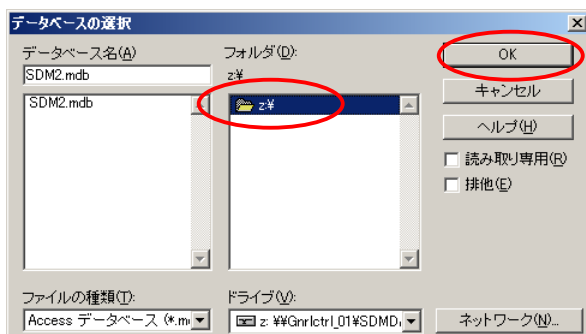 データベースの選択
データベース名(A)
SDM2.mdb
SDM2.mdb
ファイルの種類(T):
Access データベース (*.m
フォルダ(D):
z:¥
z:¥
ドライブ(V):
z: ¥¥Gnrlctrl_01¥SDMD
OK
キャンセル
ヘルプ(H)
読み取り専用(R)
排他(E)
ネットワーク(N)...